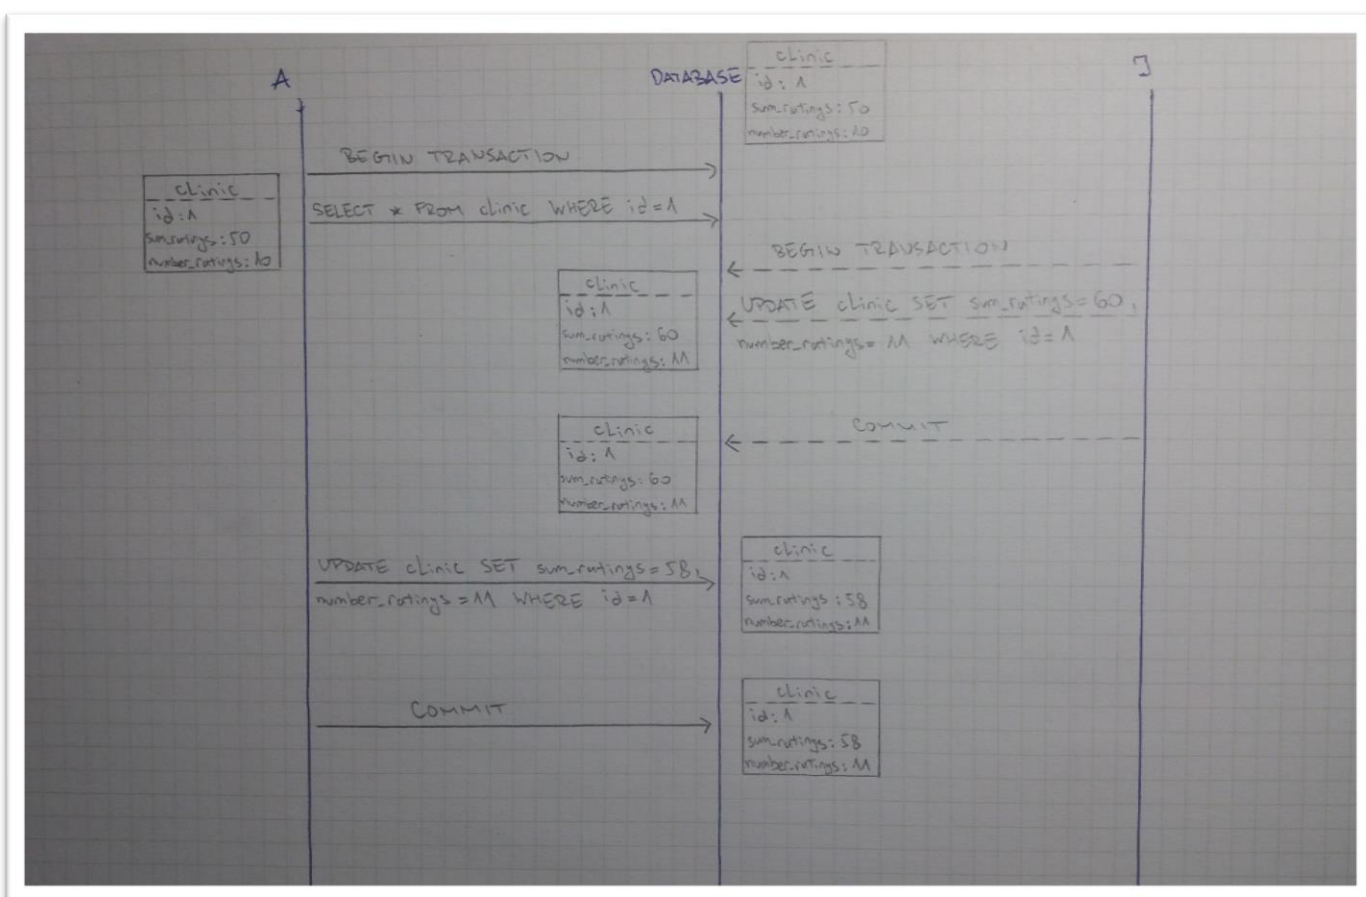 A
DATABASE
J
clinic
id: 1
sum_ratings: 50
number_ratings: 10
BEGIN TRANSACTION
clinic
id: 1
sum_ratings: 50
number_ratings: 10
SELECT * FROM clinic WHERE id=1
BEGIN TRANSACTION
clinic
id: 1
sum_ratings: 60
number_ratings: 11
UPDATE clinic SET sum_ratings=60,
number_ratings= 11 WHERE id=1
COMMIT
clinic
id: 1
sum_ratings: 60
number_ratings: 11
UPDATE clinic SET sum_ratings=58,
number_ratings=11 WHERE id=1
clinic
id: 1
sum_ratings: 58
number_ratings: 11
COMMIT
clinic
id: 1
sum_ratings: 58
number_ratings: 11